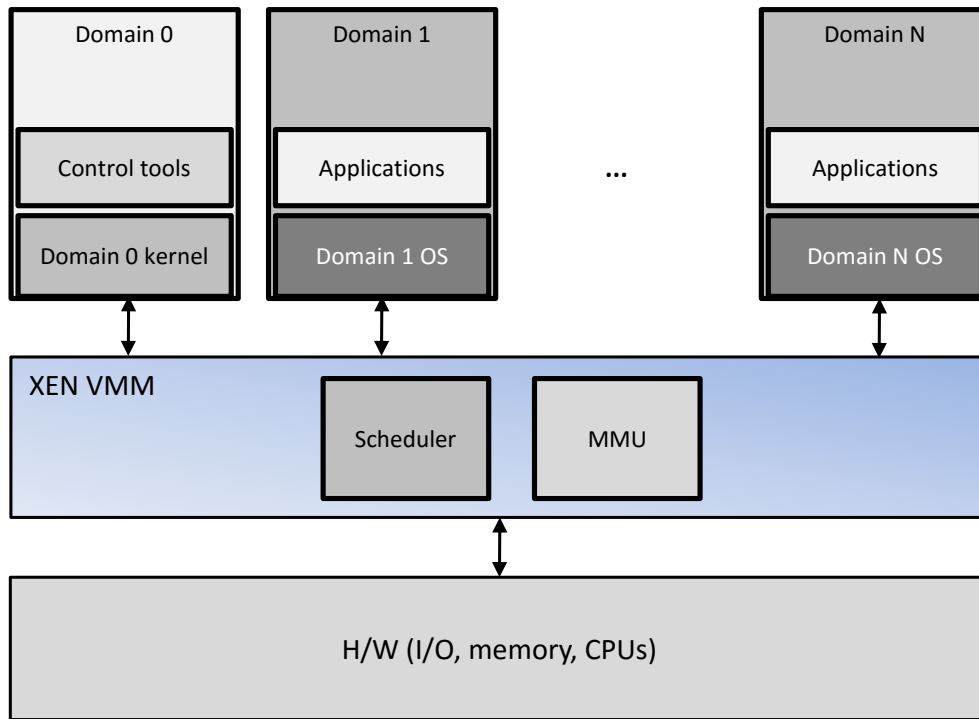 Domain 0
Domain 1
Domain N
Control tools
Applications
...
Applications
Domain 0 kernel
Domain 1 OS
Domain N OS
XEN VMM
Scheduler
MMU
H/W (I/O, memory, CPUs)